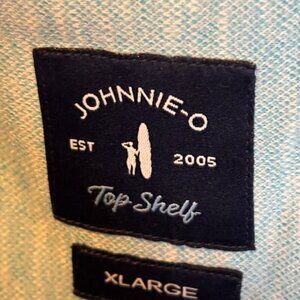 JOHNNIE-O
EST 2005
Top Shelf
XLARGE